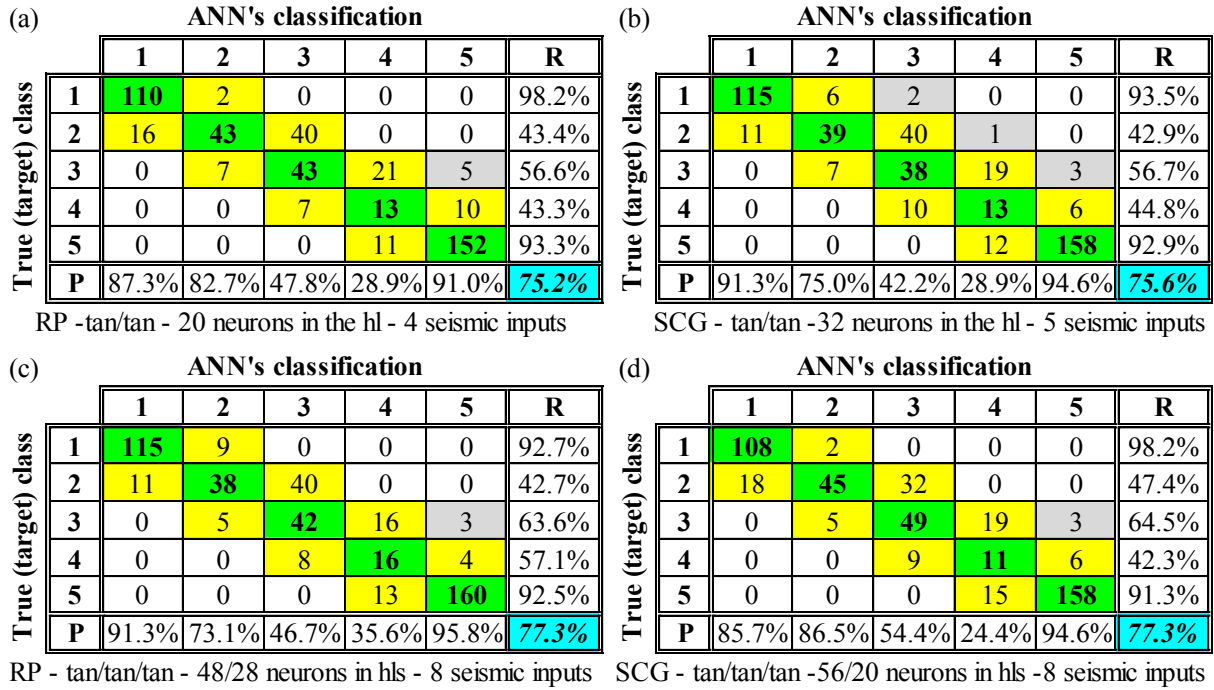 (a) ANN's classification
True (target) class
1 2 3 4 5 R
1 110 2 0 0 0 98.2%
2 16 43 40 0 0 43.4%
3 0 7 43 21 5 56.6%
4 0 0 7 13 10 43.3%
5 0 0 0 11 152 93.3%
P 87.3% 82.7% 47.8% 28.9% 91.0% 75.2%
RP -tan/tan - 20 neurons in the hl - 4 seismic inputs
(b) ANN's classification
True (target) class
1 2 3 4 5 R
1 115 6 2 0 0 93.5%
2 11 39 40 1 0 42.9%
3 0 7 38 19 3 56.7%
4 0 0 10 13 6 44.8%
5 0 0 0 12 158 92.9%
P 91.3% 75.0% 42.2% 28.9% 94.6% 75.6%
SCG - tan/tan -32 neurons in the hl - 5 seismic inputs
(c) ANN's classification
True (target) class
1 2 3 4 5 R
1 115 9 0 0 0 92.7%
2 11 38 40 0 0 42.7%
3 0 5 42 16 3 63.6%
4 0 0 8 16 4 57.1%
5 0 0 0 13 160 92.5%
P 91.3% 73.1% 46.7% 35.6% 95.8% 77.3%
RP - tan/tan/tan - 48/28 neurons in hls - 8 seismic inputs
(d) ANN's classification
True (target) class
1 2 3 4 5 R
1 108 2 0 0 0 98.2%
2 18 45 32 0 0 47.4%
3 0 5 49 19 3 64.5%
4 0 0 9 11 6 42.3%
5 0 0 0 15 158 91.3%
P 85.7% 86.5% 54.4% 24.4% 94.6% 77.3%
SCG - tan/tan/tan -56/20 neurons in hls -8 seismic inputs